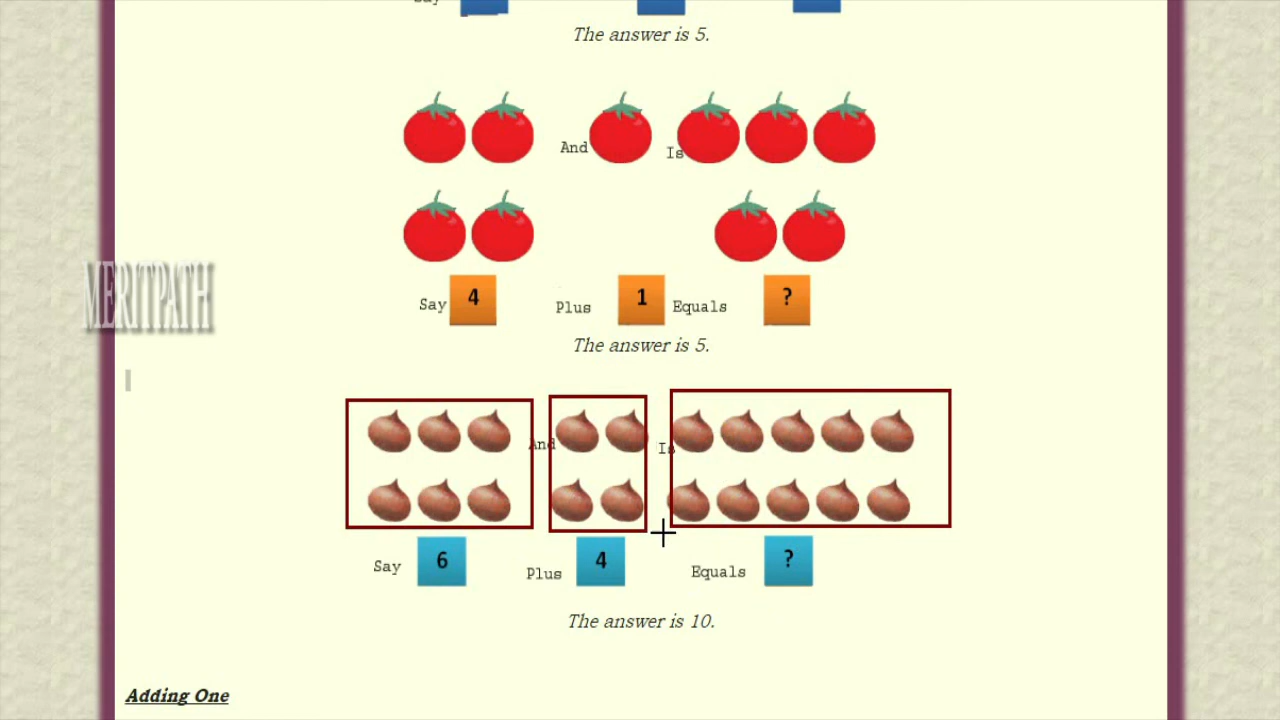 Say
The answer is 5.
And Is
Say 4 Plus 1 Equals ?
The answer is 5.
And Is
Say 6 Plus 4 Equals ?
The answer is 10.
Adding One
MERITPATH